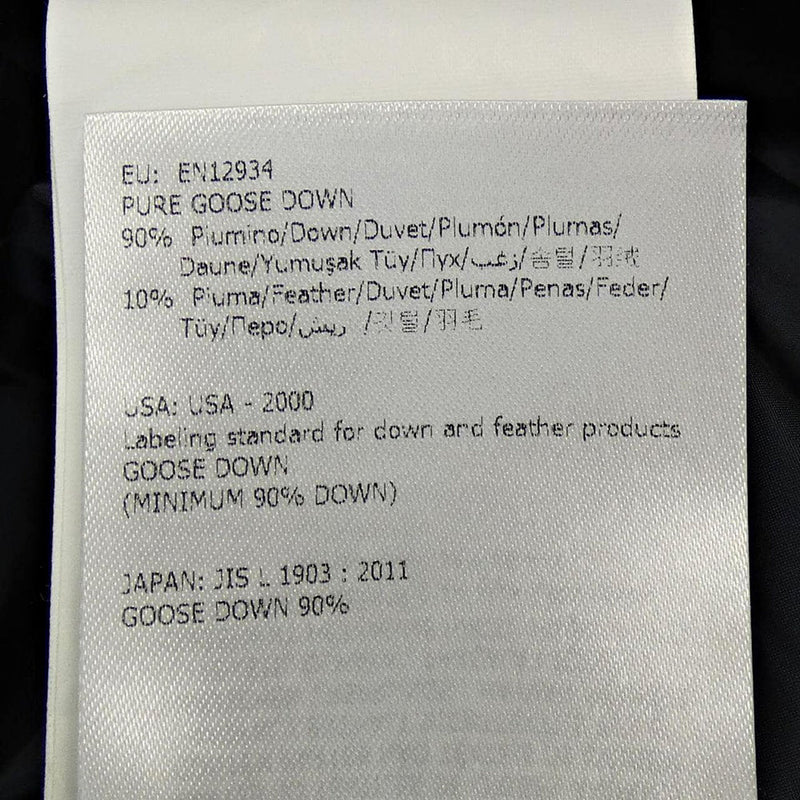 EU: EN12934
PURE GOOSE DOWN
90% Piumino/Down/Duvet/Plumón/Plumas/
Daune/Yumuşak Tüy/Пух/زغب/솜털/羽绒
10% Piuma/Feather/Duvet/Pluma/Penas/Feder/
Tüy/Перо/ريش /깃털/羽毛
USA: USA - 2000
Labeling standard for down and feather products
GOOSE DOWN
(MINIMUM 90% DOWN)
JAPAN: JIS L 1903 : 2011
GOOSE DOWN 90%